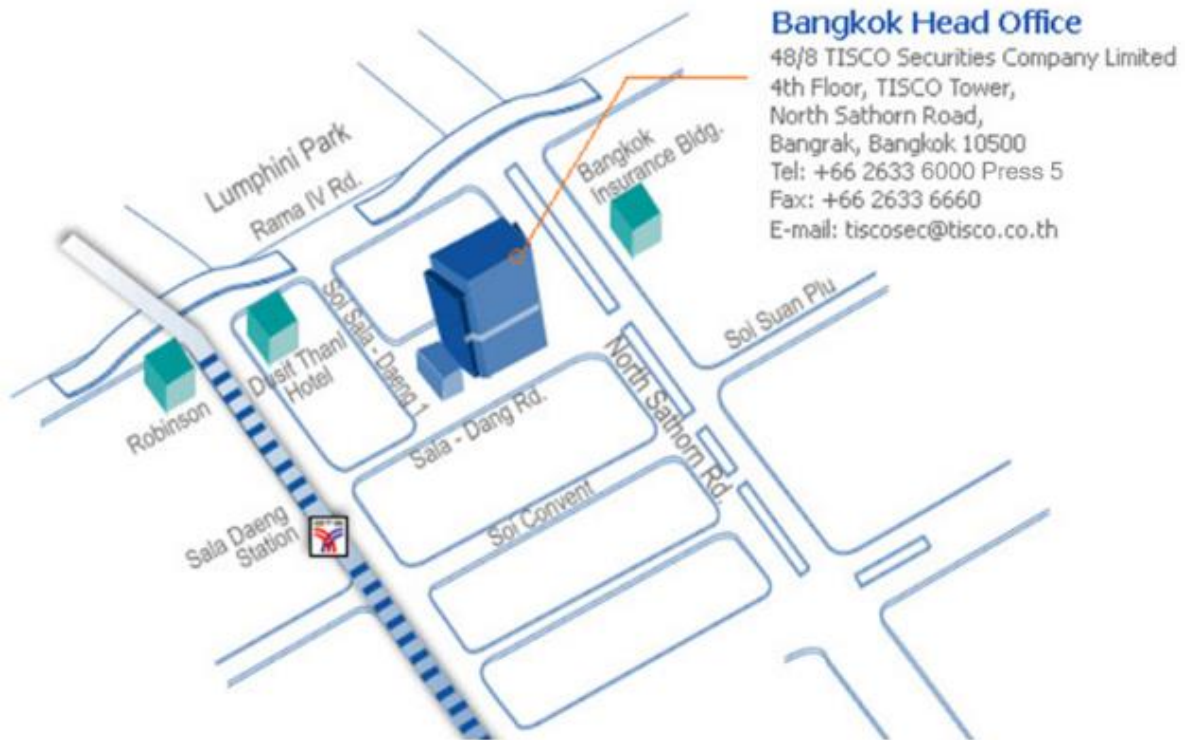 Bangkok Head Office
48/8 TISCO Securities Company Limited
4th Floor, TISCO Tower,
North Sathorn Road,
Bangrak, Bangkok 10500
Tel: +66 2633 6000 Press 5
Fax: +66 2633 6660
E-mail: tiscosec@tisco.co.th
Lumphini Park
Rama IV Rd.
Bangkok
Insurance Bldg.
Soi Suan Plu
Soi Sala - Daeng 1
Dusit Thani
Hotel
Robinson
Sala - Dang Rd.
North Sathorn Rd.
Soi Convent
Sala Daeng
Station